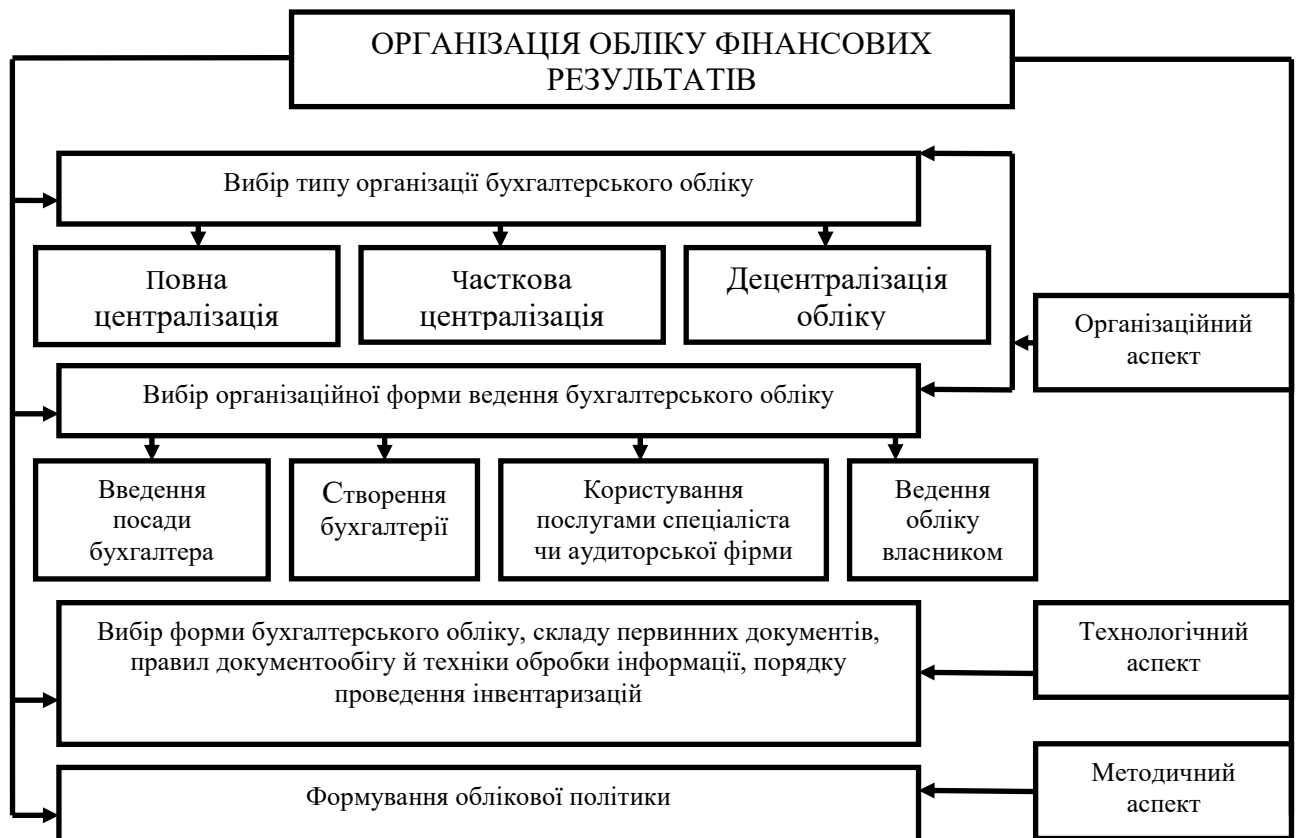 ОРГАНІЗАЦІЯ ОБЛІКУ ФІНАНСОВИХ
РЕЗУЛЬТАТІВ
Вибір типу організації бухгалтерського обліку
Повна
централізація
Часткова
централізація
Децентралізація
обліку
Організаційний
аспект
Вибір організаційної форми ведення бухгалтерського обліку
Введення
посади
бухгалтера
Створення
бухгалтерії
Користування
послугами спеціаліста
чи аудиторської фірми
Ведення
обліку
власником
Вибір форми бухгалтерського обліку, складу первинних документів,
правил документообігу й техніки обробки інформації, порядку
проведення інвентаризацій
Технологічний
аспект
Формування облікової політики
Методичний
аспект